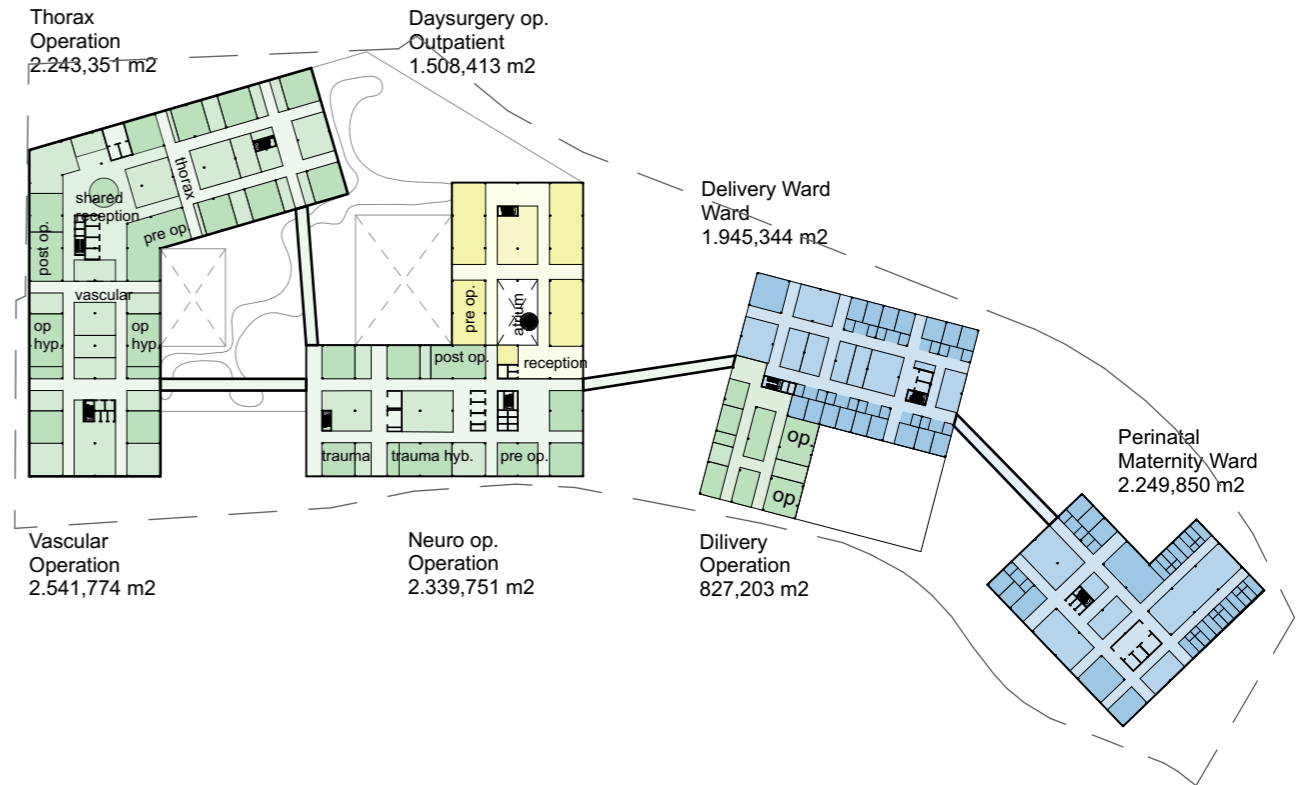 Thorax
Operation
2.243,351 m2
Daysurgery op.
Outpatient
1.508,413 m2
Delivery Ward
Ward
1.945,344 m2
thorax
shared
reception
pre op.
post op.
vascular
op
hyp.
op
hyp.
pre op.
atrium
post op.
reception
trauma
trauma hyb.
pre op.
op.
op.
Perinatal
Maternity Ward
2.249,850 m2
Vascular
Operation
2.541,774 m2
Neuro op.
Operation
2.339,751 m2
Dilivery
Operation
827,203 m2